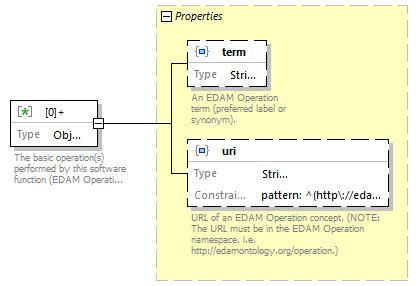 Properties
term
Type Stri...
An EDAM Operation
term (preferred label or
synonym).
[0]+
Type Obj...
The basic operation(s)
performed by this software
function (EDAM Operati...
uri
Type Stri...
Constrai... pattern: ^(http\://eda...
URL of an EDAM Operation concept. (NOTE:
The URL must be in the EDAM Operation
namespace, i.e.
http://edamontology.org/operation.)